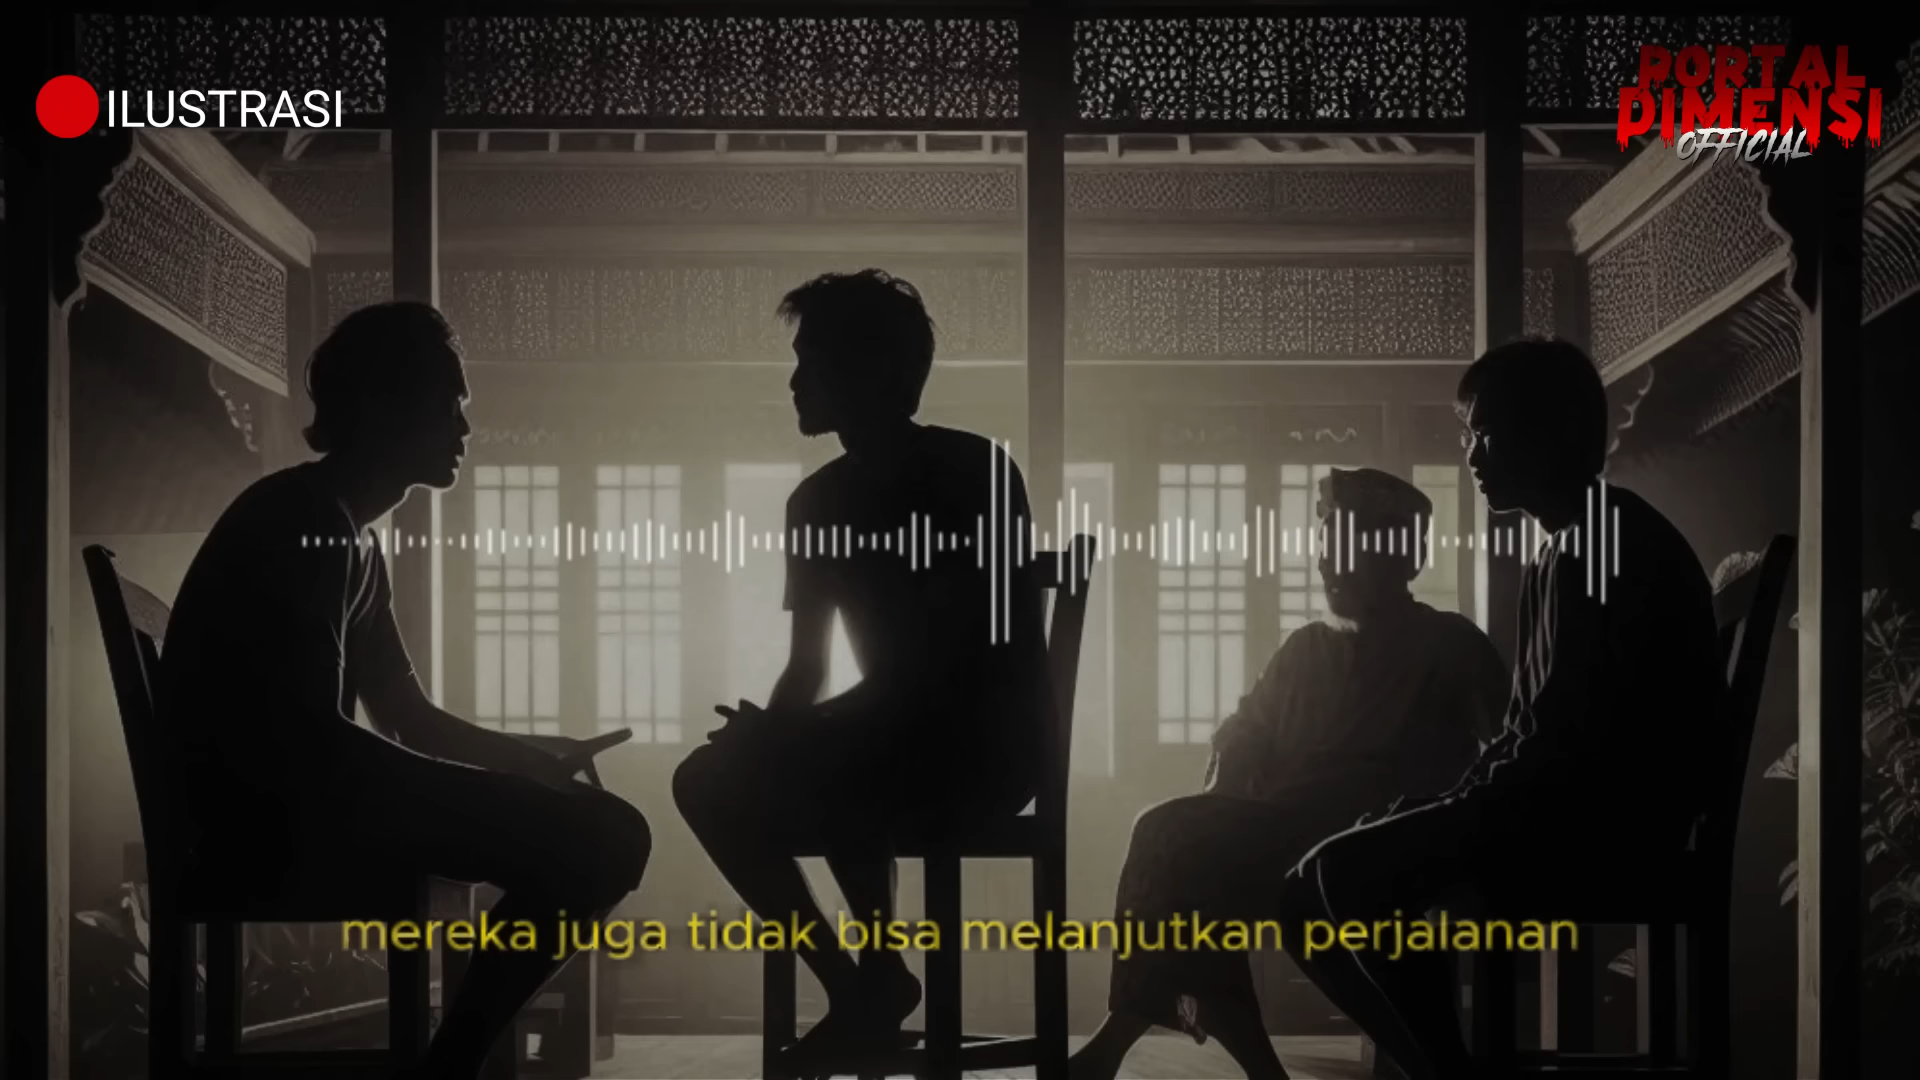 ILUSTRASI
PORTAL
DIMENSI
OFFICIAL
mereka juga tidak bisa melanjutkan perjalanan